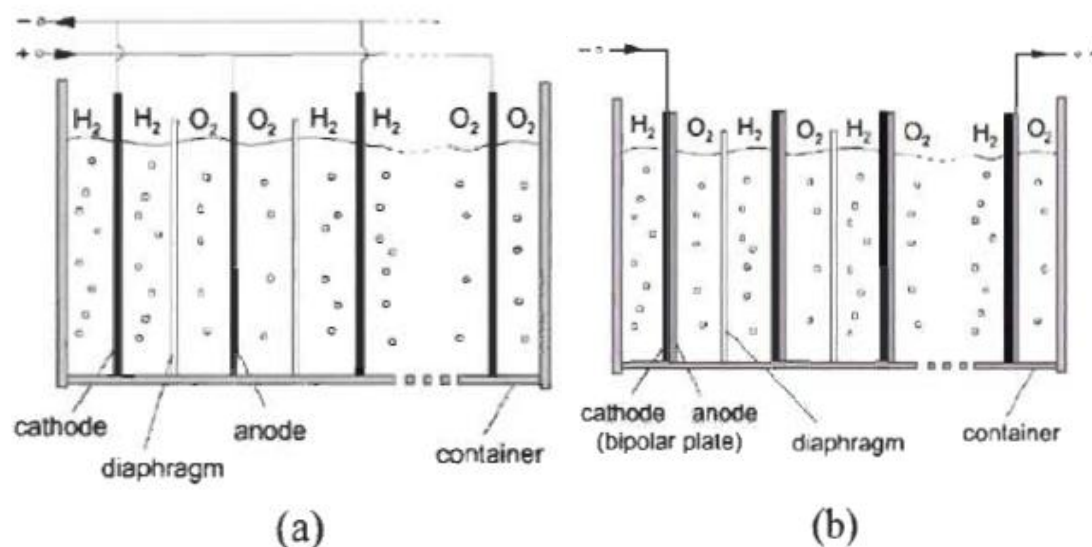 −
+
H₂ H₂ O₂ O₂ H₂ H₂ O₂ O₂
cathode
diaphragm
anode
container
(a)
−
+
H₂ O₂ H₂ O₂ H₂ O₂ H₂ O₂
cathode anode
(bipolar plate)
diaphragm
container
(b)